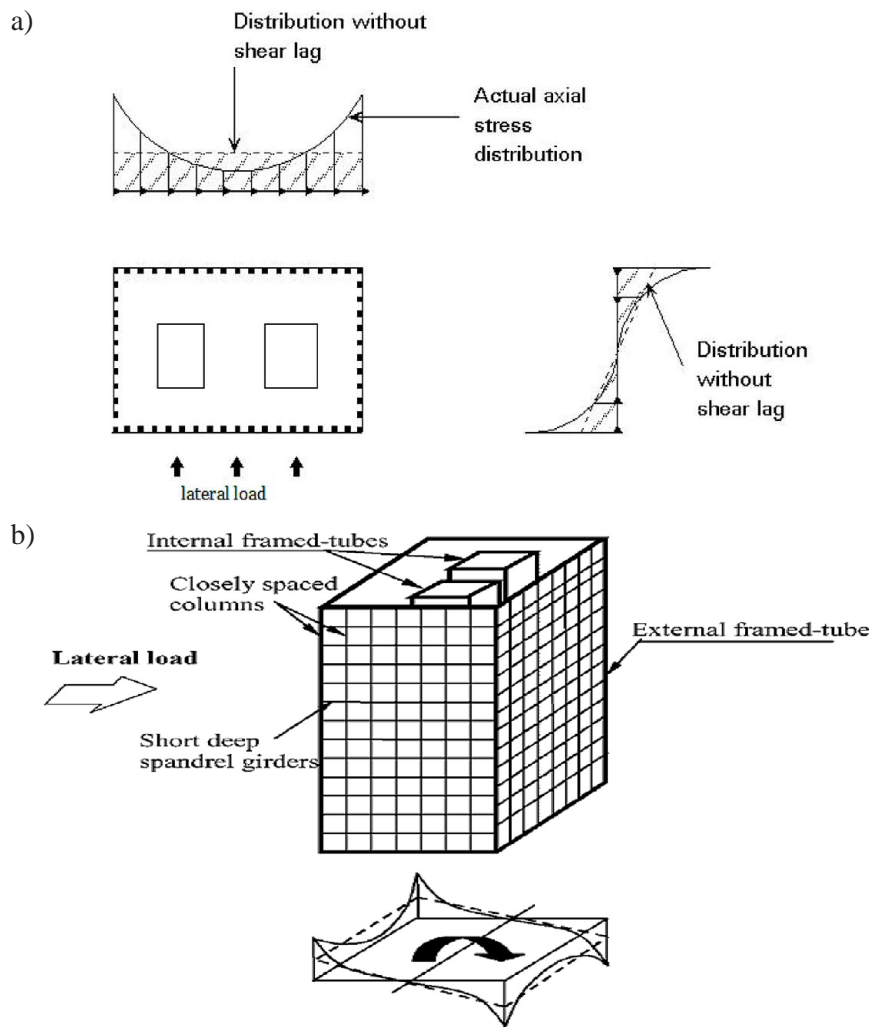 a)
Distribution without
shear lag
Actual axial
stress
distribution
Distribution
without
shear lag
lateral load
b)
Internal framed-tubes
Closely spaced
columns
External framed-tube
Lateral load
Short deep
spandrel girders